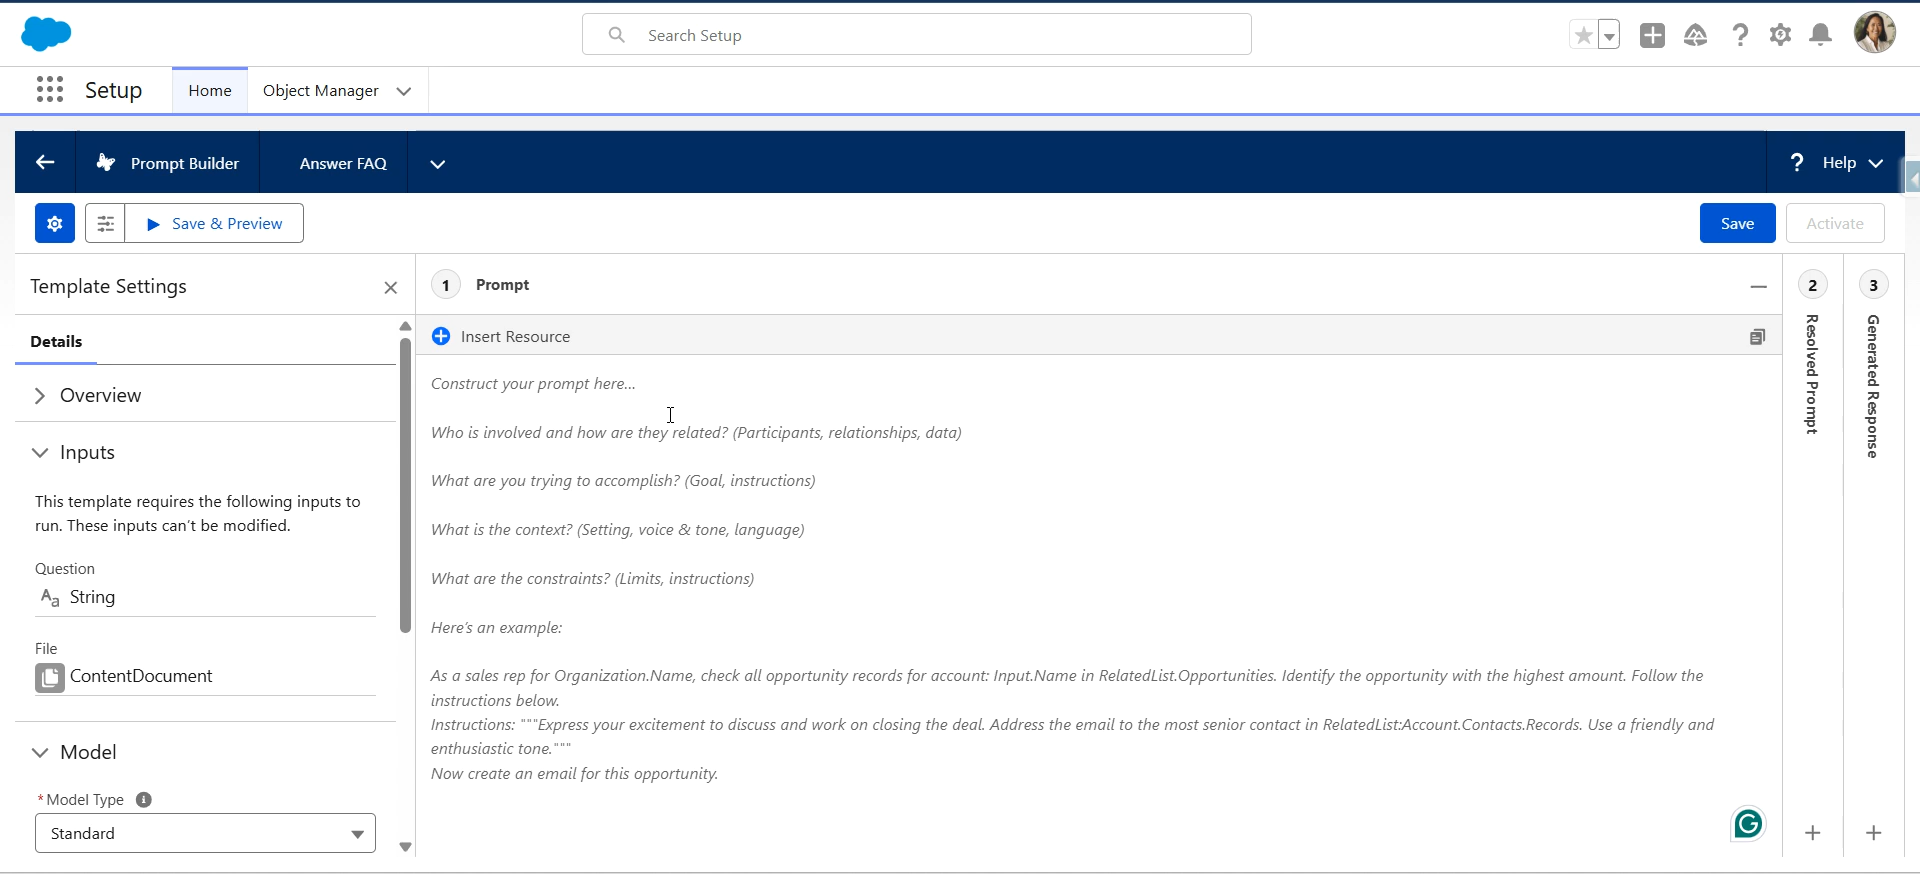 Search Setup
Setup
Home
Object Manager
Prompt Builder
Answer FAQ
? Help
Save & Preview
Save
Activate
Template Settings
1 Prompt
Details
Insert Resource
Overview
Construct your prompt here...
Who is involved and how are they related? (Participants, relationships, data)
Inputs
What are you trying to accomplish? (Goal, instructions)
This template requires the following inputs to
run. These inputs can't be modified.
What is the context? (Setting, voice & tone, language)
Question
Aa String
What are the constraints? (Limits, instructions)
Here's an example:
File
ContentDocument
As a sales rep for Organization.Name, check all opportunity records for account: Input.Name in RelatedList.Opportunities. Identify the opportunity with the highest amount. Follow the
instructions below.
Instructions: """Express your excitement to discuss and work on closing the deal. Address the email to the most senior contact in RelatedList:Account.Contacts.Records. Use a friendly and
enthusiastic tone."""
Now create an email for this opportunity.
Model
*Model Type
Standard
2
Resolved Prompt
3
Generated Response